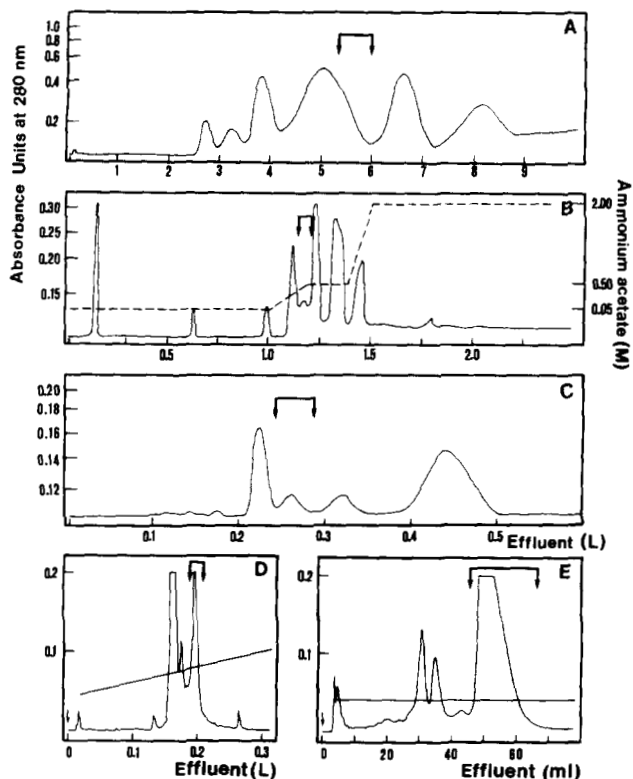 Absorbance Units at 280 nm
A
1.0
0.8
0.6
0.4
0.2
1 2 3 4 5 6 7 8 9
B
0.30
0.25
0.20
0.15
2.00
0.50
0.05
Ammonium acetate (M)
0.5 1.0 1.5 2.0
C
0.20
0.18
0.16
0.14
0.12
0.1 0.2 0.3 0.4 0.5
Effluent (L)
D
0.2
0.1
0 0.1 0.2 0.3
Effluent (L)
E
0.2
0.1
0 20 40 60
Effluent (ml)